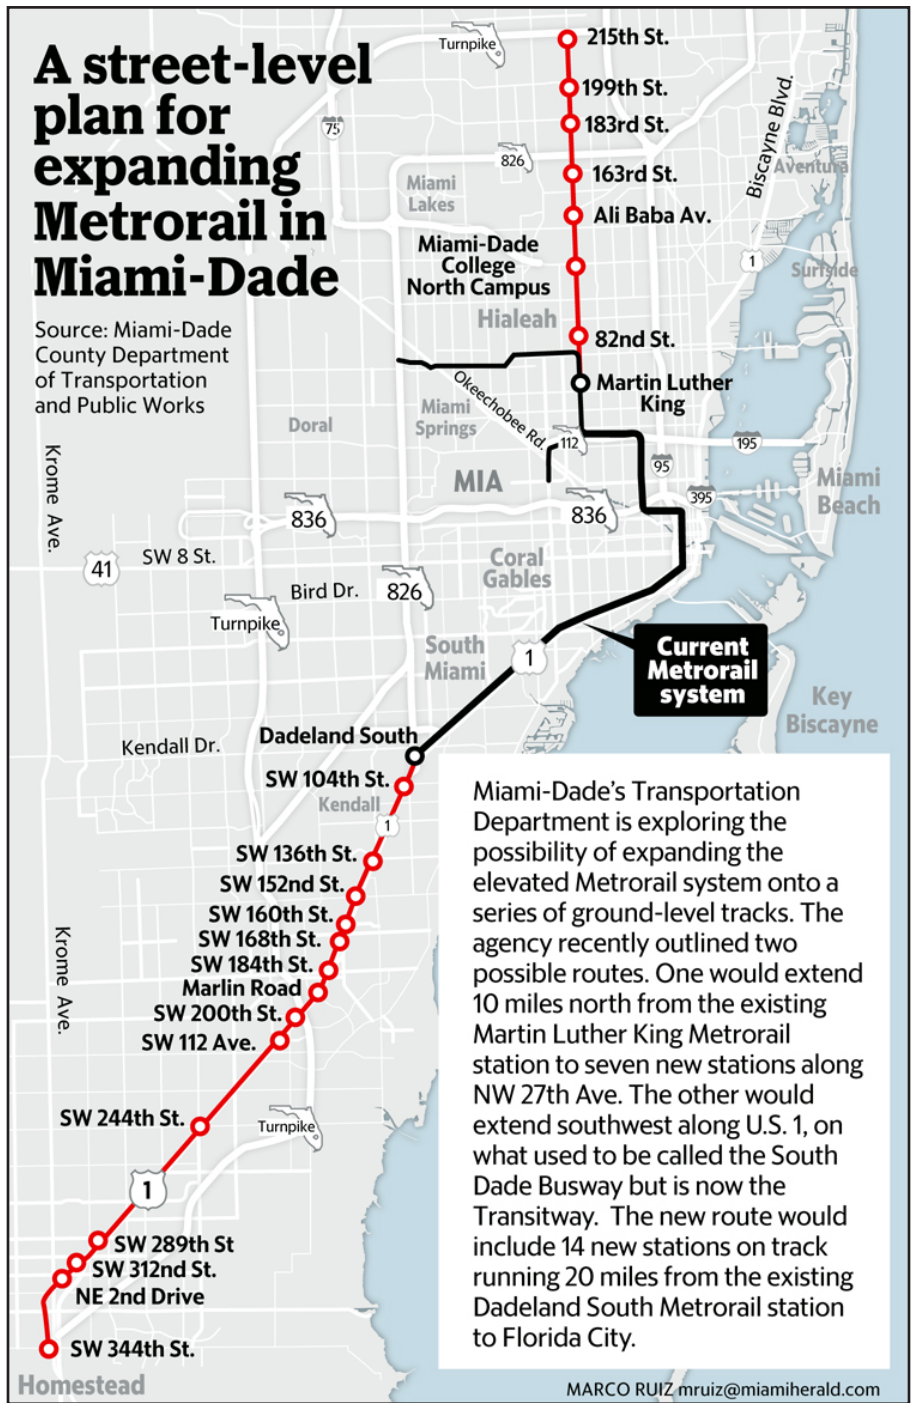 A street-level
plan for
expanding
Metrorail in
Miami-Dade
Source: Miami-Dade
County Department
of Transportation
and Public Works
Turnpike
215th St.
199th St.
75
183rd St.
826
163rd St.
Biscayne Blvd.
Aventura
Miami
Lakes
Ali Baba Av.
Miami-Dade
College
North Campus
1
Surfside
Hialeah
82nd St.
Martin Luther
King
Okeechobee Rd.
Miami
Springs
Doral
112
195
Krome Ave.
MIA
95
395
Miami
Beach
836
836
41
SW 8 St.
Coral
Gables
Bird Dr.
826
Turnpike
South
Miami
1
Current
Metrorail
system
Key
Biscayne
Kendall Dr.
Dadeland South
SW 104th St.
Kendall
1
SW 136th St.
SW 152nd St.
SW 160th St.
SW 168th St.
SW 184th St.
Marlin Road
SW 200th St.
SW 112 Ave.
Krome Ave.
SW 244th St.
Turnpike
1
SW 289th St
SW 312nd St.
NE 2nd Drive
SW 344th St.
Homestead
Miami-Dade’s Transportation
Department is exploring the
possibility of expanding the
elevated Metrorail system onto a
series of ground-level tracks. The
agency recently outlined two
possible routes. One would extend
10 miles north from the existing
Martin Luther King Metrorail
station to seven new stations along
NW 27th Ave. The other would
extend southwest along U.S. 1, on
what used to be called the South
Dade Busway but is now the
Transitway. The new route would
include 14 new stations on track
running 20 miles from the existing
Dadeland South Metrorail station
to Florida City.
MARCO RUIZ mruiz@miamiherald.com